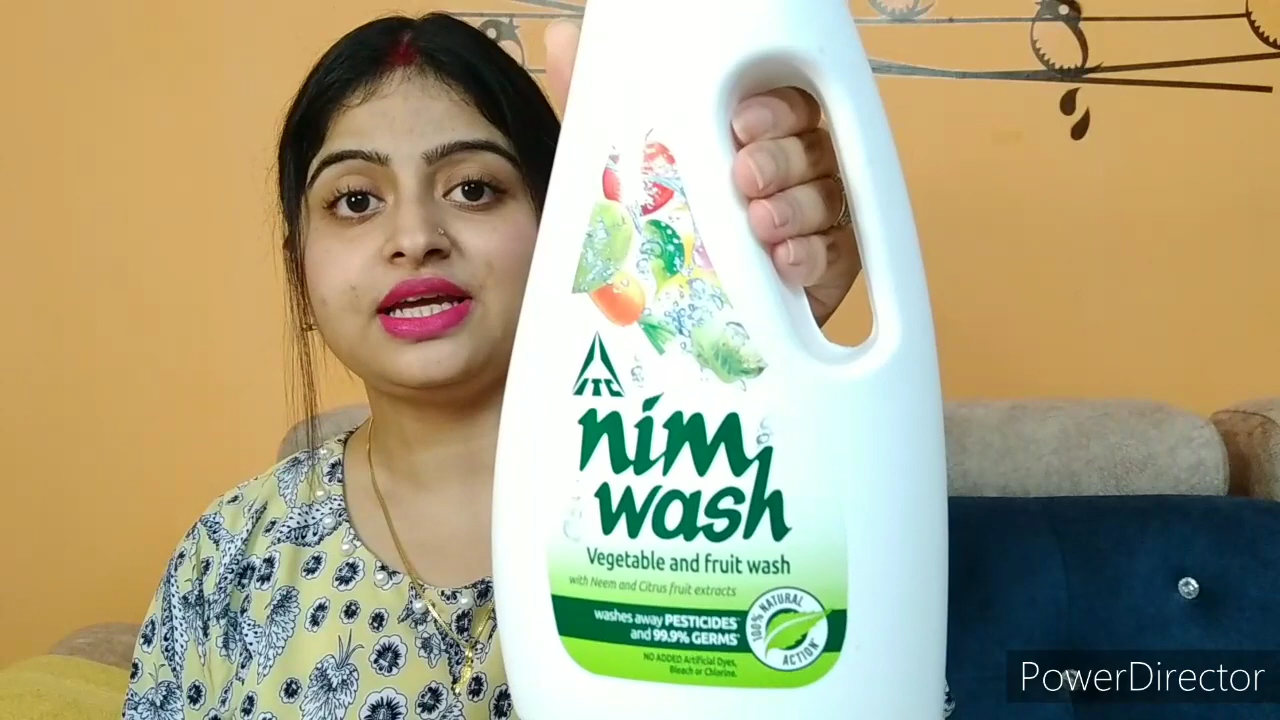 ITC
nim
wash
Vegetable and fruit wash
with Neem and Citrus fruit extracts
washes away PESTICIDES*
and 99.9% GERMS*
100% NATURAL
ACTION*
NO ADDED Artificial Dyes,
Bleach or Chlorine.
PowerDirector